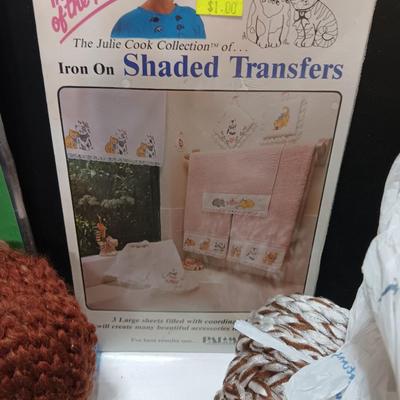 of the
$1.00
The Julie Cook Collection™ of...
Iron On Shaded Transfers
3 Large sheets filled with
will create many beautiful accessories
For best results use...